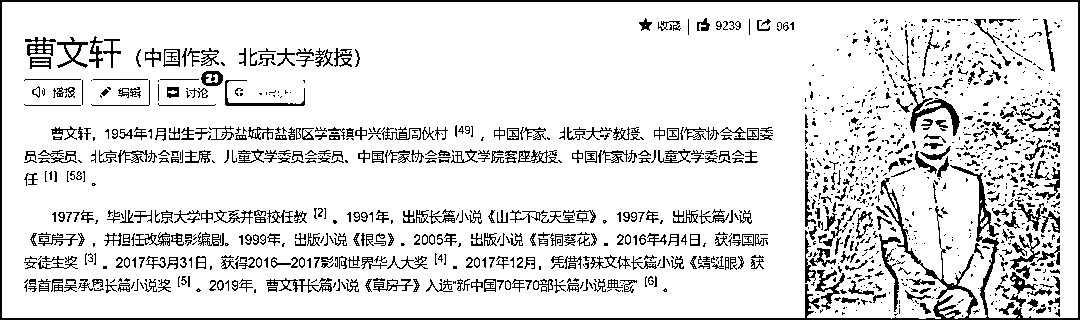 收藏 9239 961
曹文轩（中国作家、北京大学教授）
播报 编辑 讨论 21
曹文轩，1954年1月出生于江苏盐城市盐都区学富镇中兴街道周伙村 [49] ，中国作家、北京大学教授、中国作家协会全国委
员会委员、北京作家协会副主席、儿童文学委员会委员、中国作家协会鲁迅文学院客座教授、中国作家协会儿童文学委员会主
任 [1] [58] 。
1977年，毕业于北京大学中文系并留校任教 [2] 。1991年，出版长篇小说《山羊不吃天堂草》。1997年，出版长篇小说
《草房子》，并担任改编电影编剧。1999年，出版小说《根鸟》。2005年，出版小说《青铜葵花》。2016年4月4日，获得国际
安徒生奖 [3] 。2017年3月31日，获得2016—2017影响世界华人大奖 [4] 。2017年12月，凭借特殊文体长篇小说《蜻蜓眼》获
得首届吴承恩长篇小说奖 [5] 。2019年，曹文轩长篇小说《草房子》入选“新中国70年70部长篇小说典藏” [6] 。